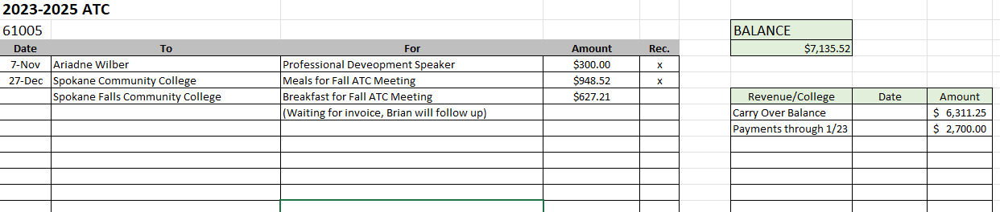 2023-2025 ATC
61005 BALANCE
Date To For Amount Rec. $7,135.52
7-Nov Ariadne Wilber Professional Deveopment Speaker $300.00 x
27-Dec Spokane Community College Meals for Fall ATC Meeting $948.52 x
Spokane Falls Community College Breakfast for Fall ATC Meeting $627.21 Revenue/College Date Amount
(Waiting for invoice, Brian will follow up) Carry Over Balance $ 6,311.25
Payments through 1/23 $ 2,700.00